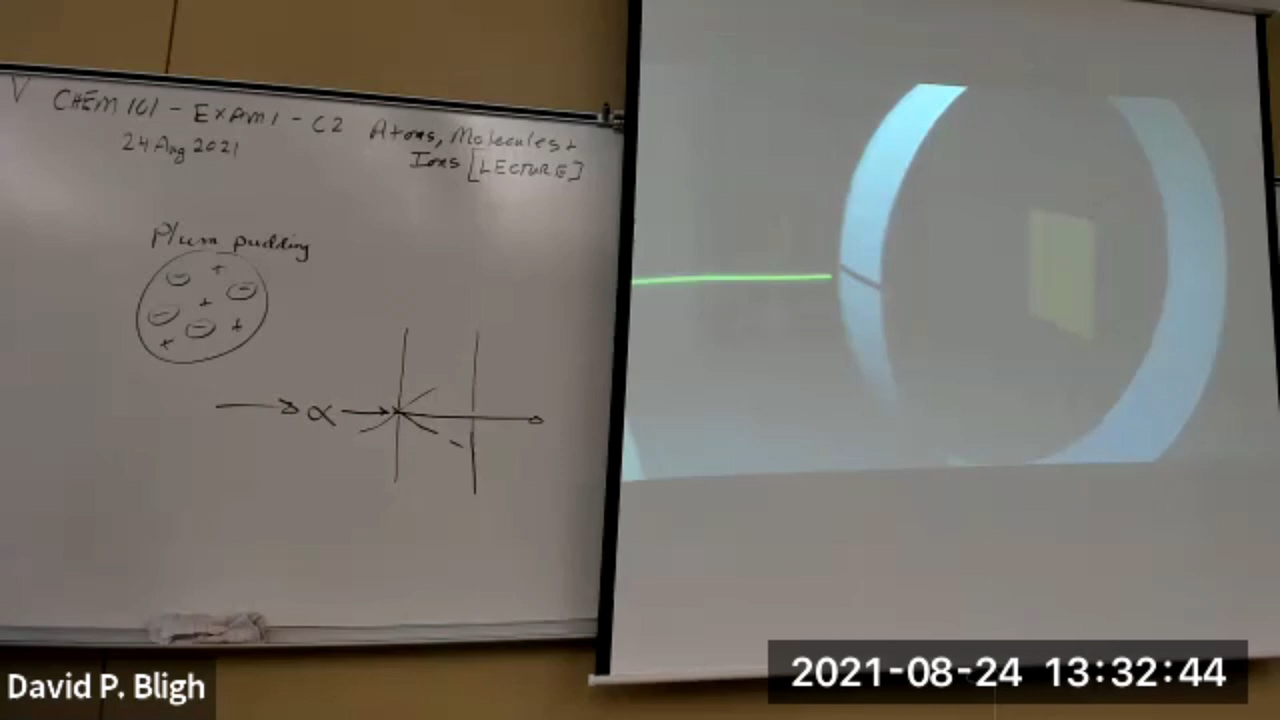 CHEM 101 - EXAM 1 - C2 Atoms, Molecules +
24 Aug 2021 Ions [LECTURE]
Plum pudding
- + -
- + - +
+
→ α →
David P. Bligh
2021-08-24 13:32:44